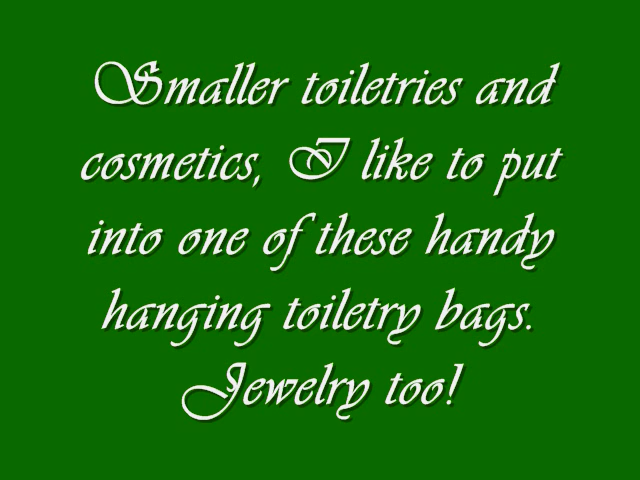 Smaller toiletries and
cosmetics, I like to put
into one of these handy
hanging toiletry bags.
Jewelry too!